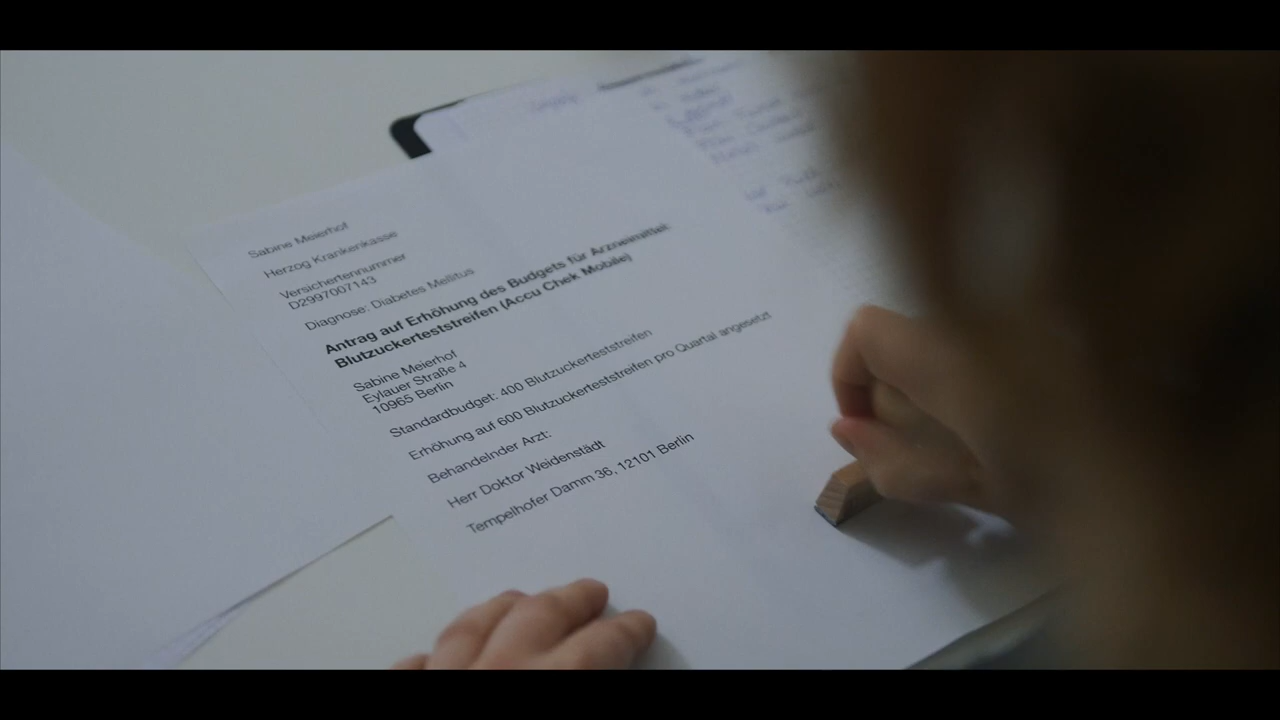 Sabine Meierhof
Herzog Krankenkasse
Versichertennummer
D2997007143
Diagnose: Diabetes Mellitus
Antrag auf Erhöhung des Budgets für Arzneimittel:
Blutzuckerteststreifen (Accu Chek Mobile)
Sabine Meierhof
Eylauer Straße 4
10965 Berlin
Standardbudget: 400 Blutzuckerteststreifen
Erhöhung auf 600 Blutzuckerteststreifen pro Quartal angesetzt
Behandelnder Arzt:
Herr Doktor Weidenstädt
Tempelhofer Damm 36, 12101 Berlin